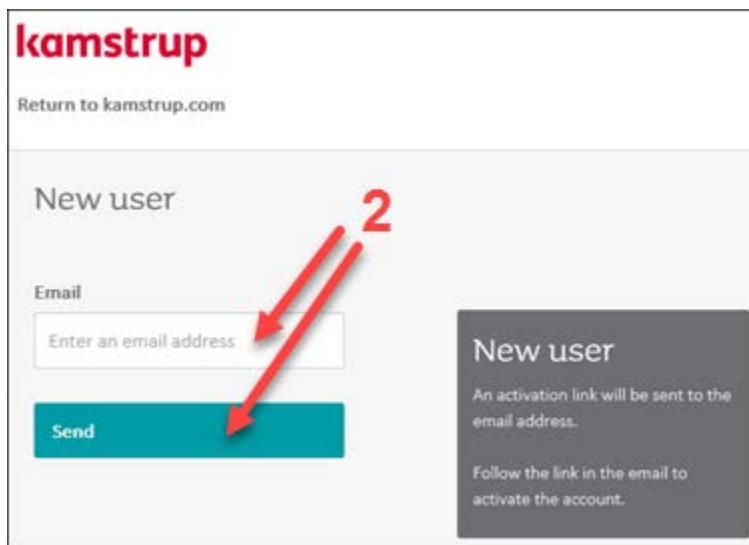 kamstrup
Return to kamstrup.com
New user
2
Email
Enter an email address
Send
New user
An activation link will be sent to the
email address.
Follow the link in the email to
activate the account.